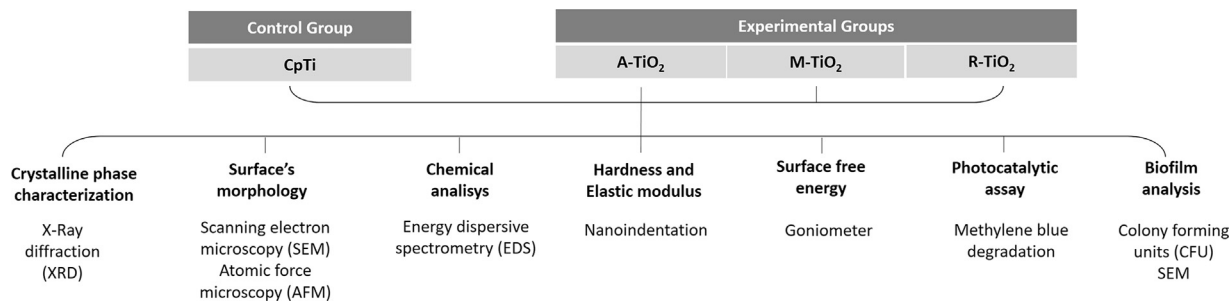 Control Group
Experimental Groups
CpTi
A-TiO₂
M-TiO₂
R-TiO₂
Crystalline phase
characterization
X-Ray
diffraction
(XRD)
Surface's
morphology
Scanning electron
microscopy (SEM)
Atomic force
microscopy (AFM)
Chemical
analisys
Energy dispersive
spectrometry (EDS)
Hardness and
Elastic modulus
Nanoindentation
Surface free
energy
Goniometer
Photocatalytic
assay
Methylene blue
degradation
Biofilm
analysis
Colony forming
units (CFU)
SEM